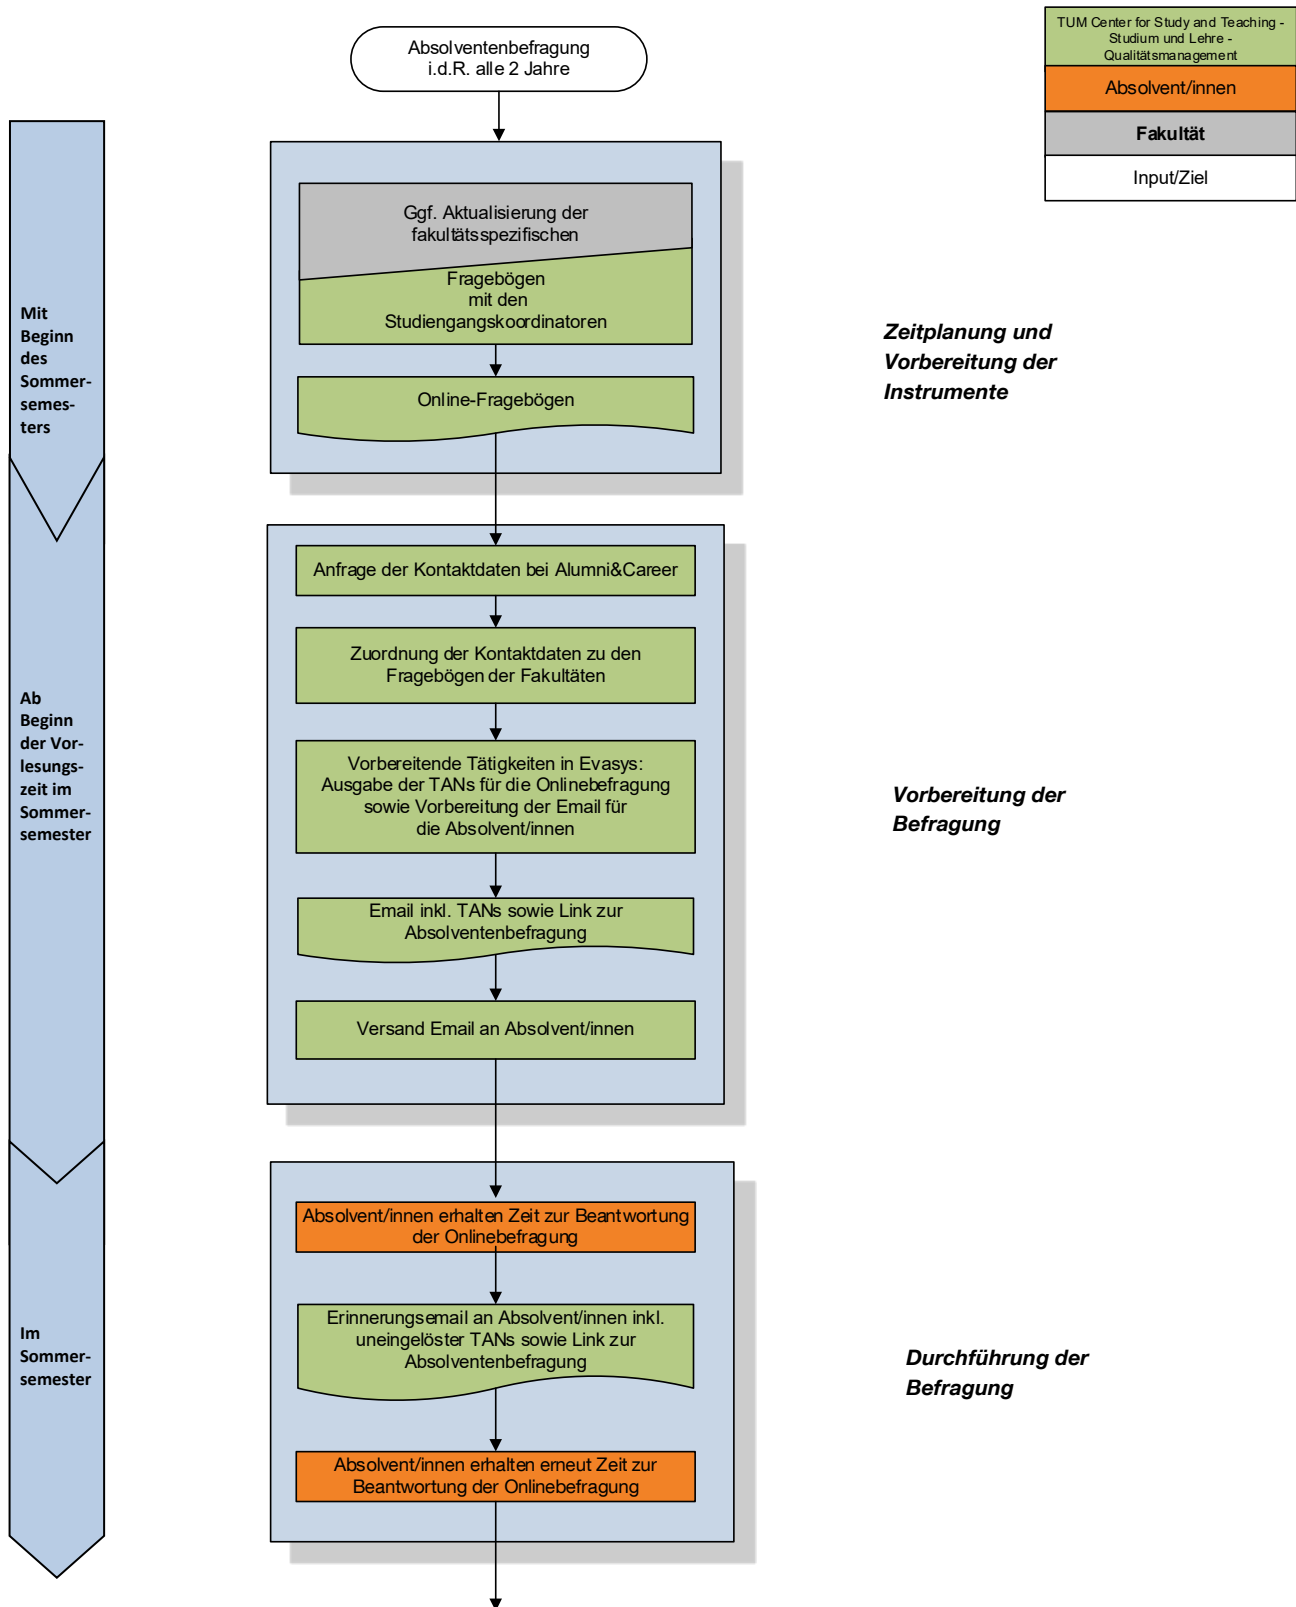 Absolventenbefragung
i.d.R. alle 2 Jahre
TUM Center for Study and Teaching -
Studium und Lehre -
Qualitätsmanagement
Absolvent/innen
Fakultät
Input/Ziel
Mit
Beginn
des
Sommer-
semes-
ters
Ggf. Aktualisierung der
fakultätsspezifischen
Fragebögen
mit den
Studiengangskoordinatoren
Online-Fragebögen
Zeitplanung und
Vorbereitung der
Instrumente
Ab
Beginn
der Vor-
lesungs-
zeit im
Sommer-
semester
Anfrage der Kontaktdaten bei Alumni&Career
Zuordnung der Kontaktdaten zu den
Fragebögen der Fakultäten
Vorbereitende Tätigkeiten in Evasys:
Ausgabe der TANs für die Onlinebefragung
sowie Vorbereitung der Email für
die Absolvent/innen
Email inkl. TANs sowie Link zur
Absolventenbefragung
Versand Email an Absolvent/innen
Vorbereitung der
Befragung
Im
Sommer-
semester
Absolvent/innen erhalten Zeit zur Beantwortung
der Onlinebefragung
Erinnerungsemail an Absolvent/innen inkl.
uneingelöster TANs sowie Link zur
Absolventenbefragung
Absolvent/innen erhalten erneut Zeit zur
Beantwortung der Onlinebefragung
Durchführung der
Befragung